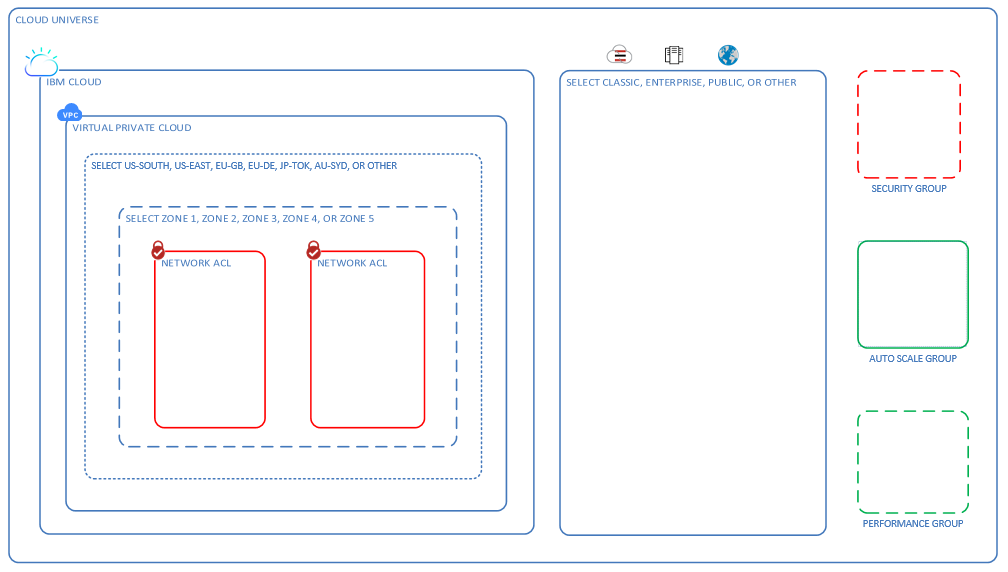 CLOUD UNIVERSE
IBM CLOUD
VPC
VIRTUAL PRIVATE CLOUD
SELECT US-SOUTH, US-EAST, EU-GB, EU-DE, JP-TOK, AU-SYD, OR OTHER
SELECT ZONE 1, ZONE 2, ZONE 3, ZONE 4, OR ZONE 5
NETWORK ACL
NETWORK ACL
SELECT CLASSIC, ENTERPRISE, PUBLIC, OR OTHER
SECURITY GROUP
AUTO SCALE GROUP
PERFORMANCE GROUP